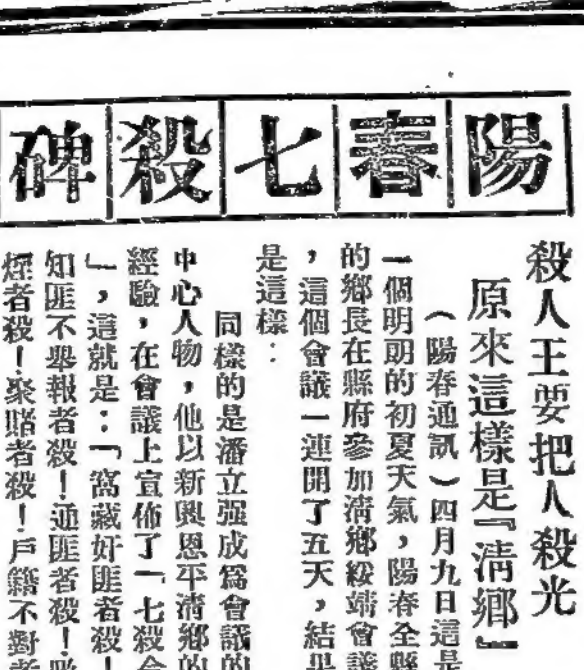 陽春七殺碑
殺人王要把人殺光
原來這樣是『清鄉』
（陽春通訊）四月九日這是
一個明朗的初夏天氣，陽春全縣
的鄉長在縣府參加清鄉綏靖會議
，這個會議一連開了五天，結果
是這樣：
同樣的是潘立强成爲會議的
中心人物，他以新興恩平清鄉的
經驗，在會議上宣佈了「七殺令
」，這就是：「窩藏奸匪者殺！
知匪不舉報者殺！通匪者殺！
煙者殺！聚賭者殺！戶籍不對者